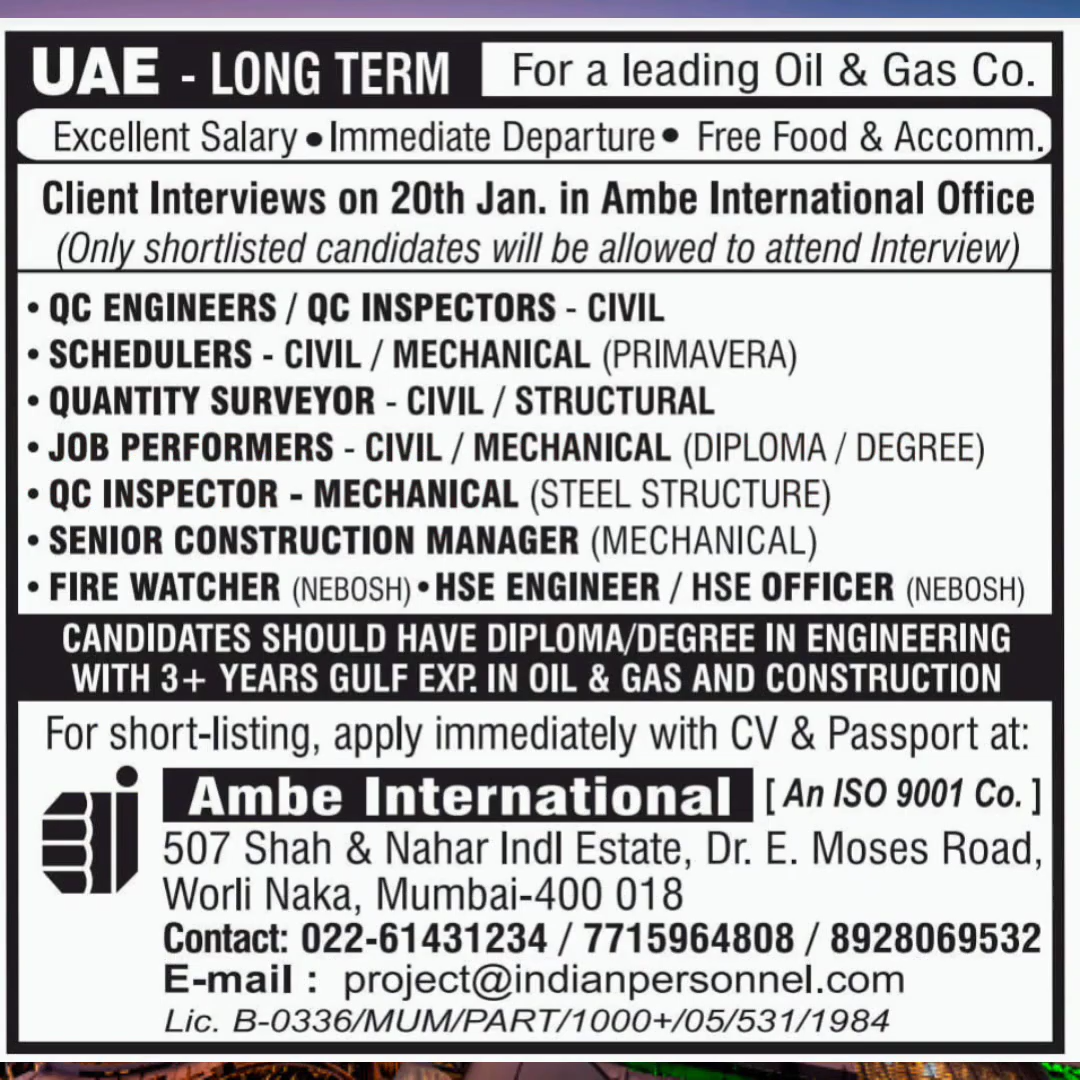 UAE - LONG TERM For a leading Oil & Gas Co.
Excellent Salary • Immediate Departure • Free Food & Accomm.
Client Interviews on 20th Jan. in Ambe International Office
(Only shortlisted candidates will be allowed to attend Interview)
• QC ENGINEERS / QC INSPECTORS - CIVIL
• SCHEDULERS - CIVIL / MECHANICAL (PRIMAVERA)
• QUANTITY SURVEYOR - CIVIL / STRUCTURAL
• JOB PERFORMERS - CIVIL / MECHANICAL (DIPLOMA / DEGREE)
• QC INSPECTOR - MECHANICAL (STEEL STRUCTURE)
• SENIOR CONSTRUCTION MANAGER (MECHANICAL)
• FIRE WATCHER (NEBOSH) • HSE ENGINEER / HSE OFFICER (NEBOSH)
CANDIDATES SHOULD HAVE DIPLOMA/DEGREE IN ENGINEERING
WITH 3+ YEARS GULF EXP. IN OIL & GAS AND CONSTRUCTION
For short-listing, apply immediately with CV & Passport at:
Ambe International [ An ISO 9001 Co. ]
507 Shah & Nahar Indl Estate, Dr. E. Moses Road,
Worli Naka, Mumbai-400 018
Contact: 022-61431234 / 7715964808 / 8928069532
E-mail : project@indianpersonnel.com
Lic. B-0336/MUM/PART/1000+/05/531/1984